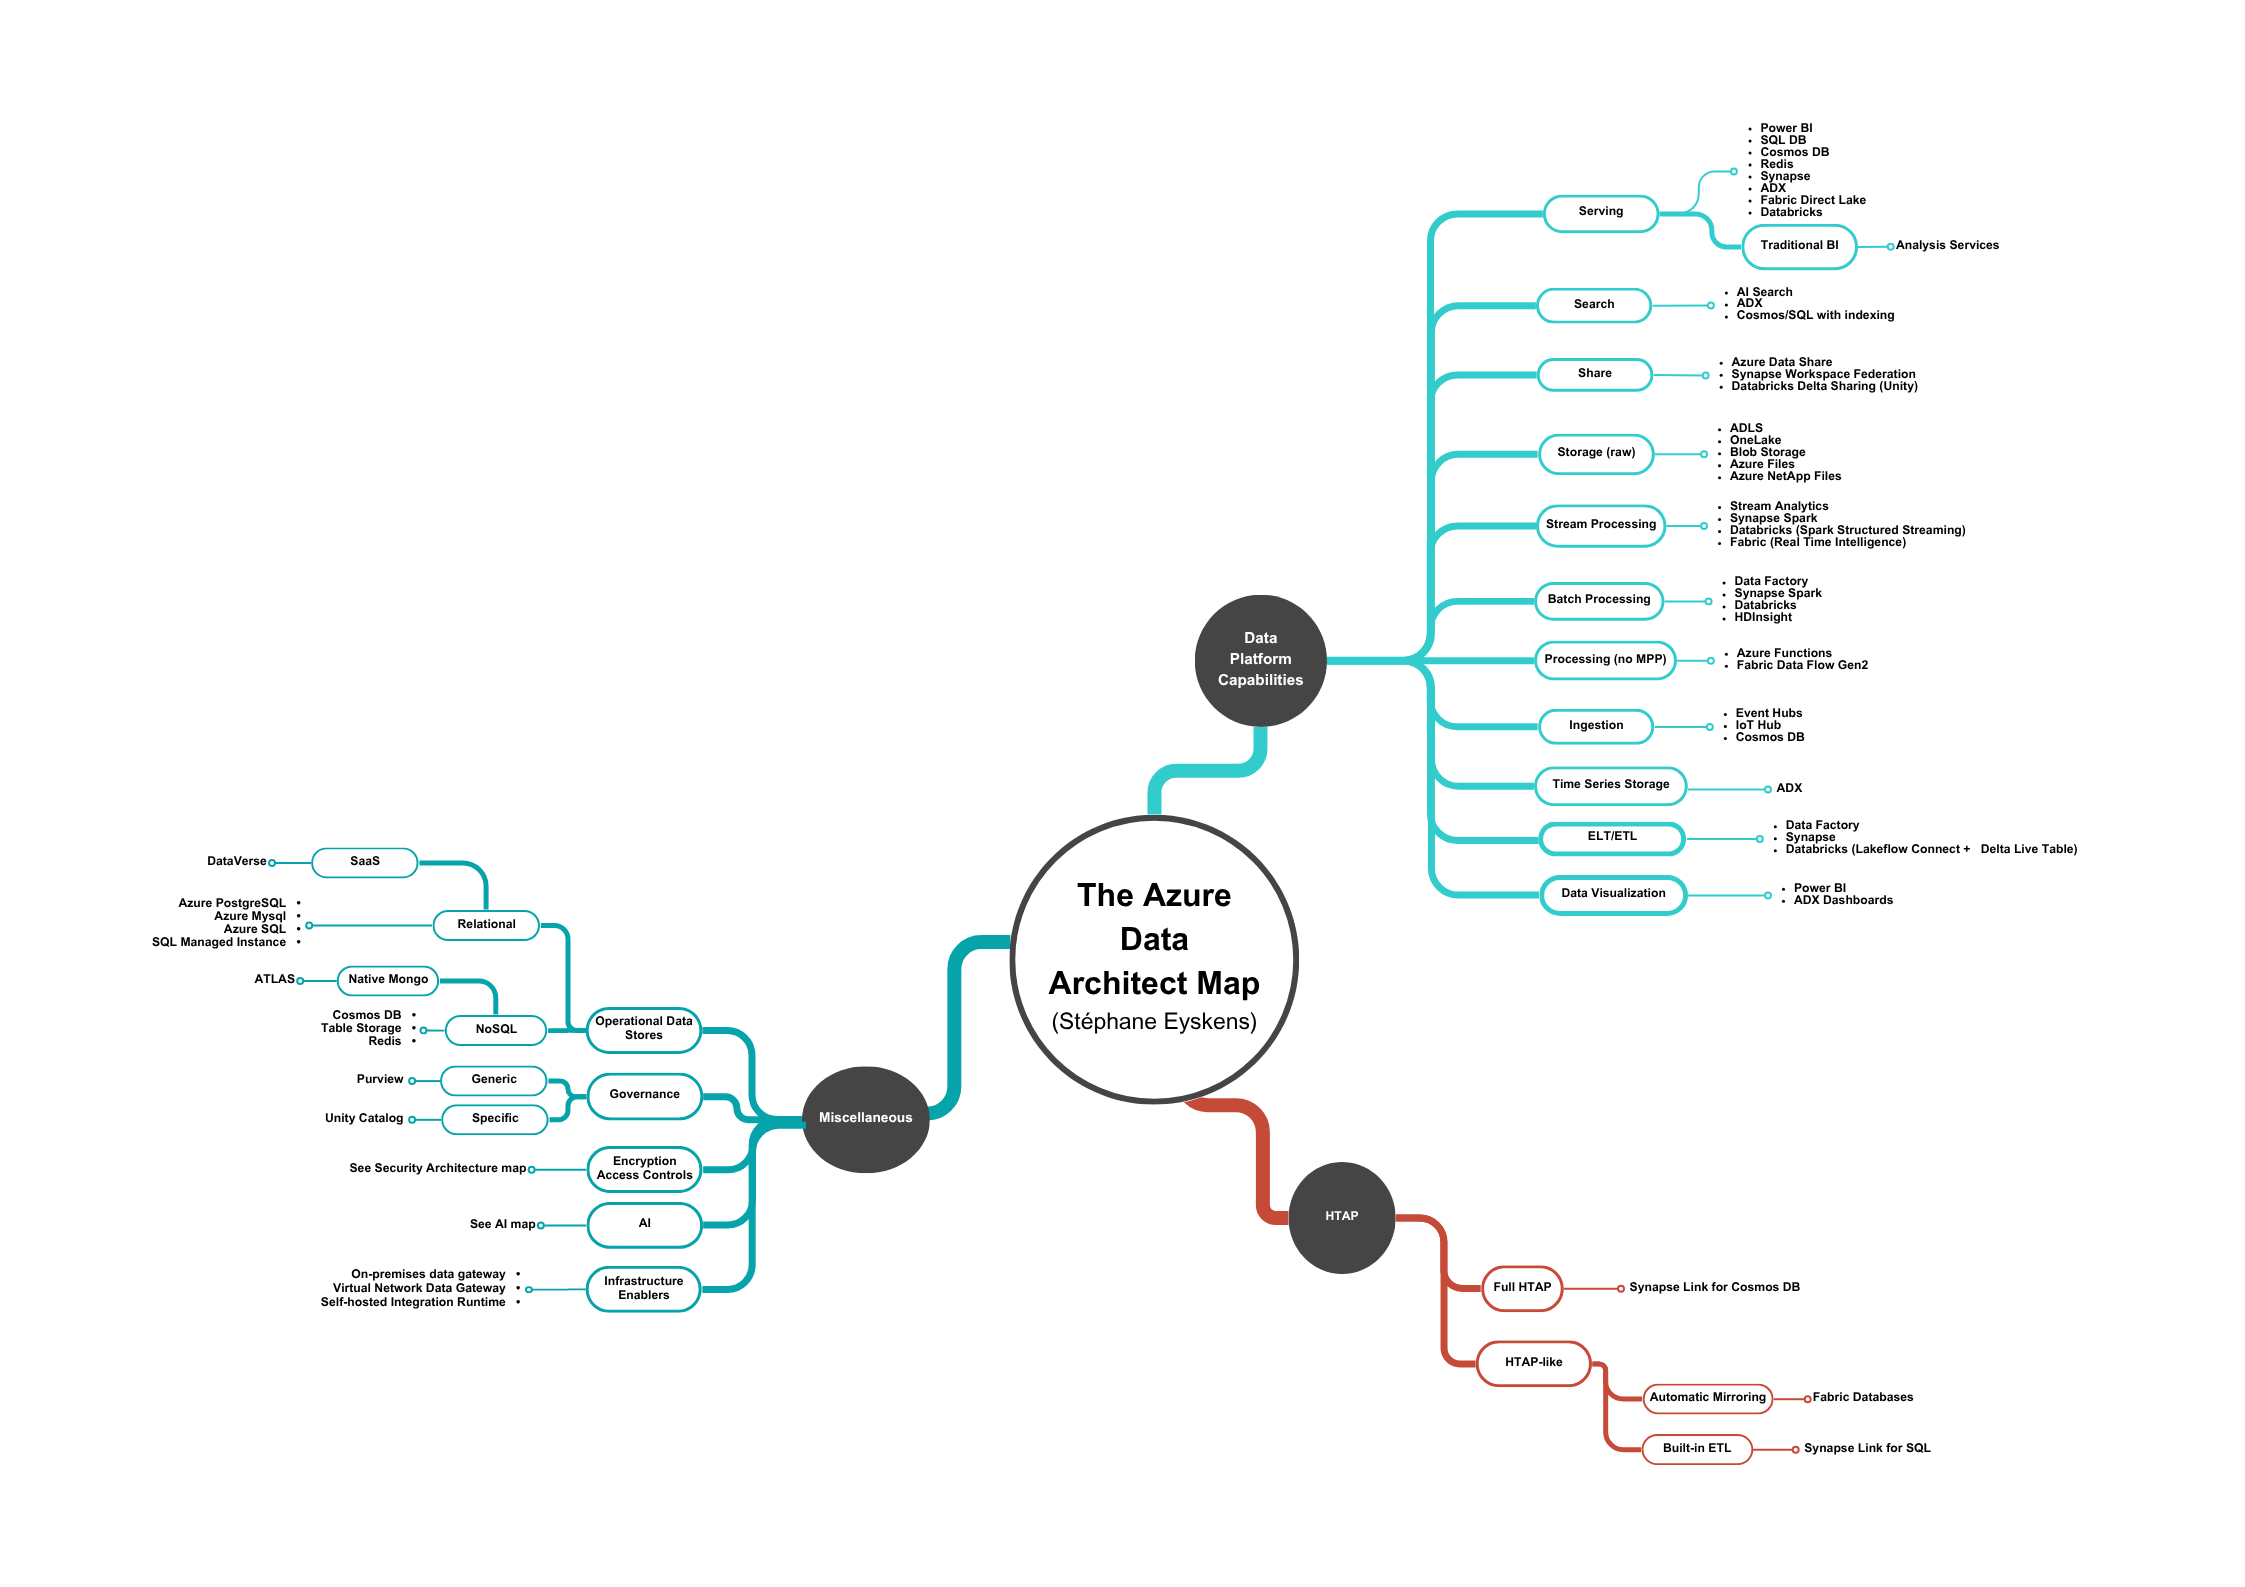 The Azure
Data
Architect Map
(Stéphane Eyskens)
Data
Platform
Capabilities
Serving
• Power BI
• SQL DB
• Cosmos DB
• Redis
• Synapse
• ADX
• Fabric Direct Lake
• Databricks
Traditional BI
Analysis Services
Search
• AI Search
• ADX
• Cosmos/SQL with indexing
Share
• Azure Data Share
• Synapse Workspace Federation
• Databricks Delta Sharing (Unity)
Storage (raw)
• ADLS
• OneLake
• Blob Storage
• Azure Files
• Azure NetApp Files
Stream Processing
• Stream Analytics
• Synapse Spark
• Databricks (Spark Structured Streaming)
• Fabric (Real Time Intelligence)
Batch Processing
• Data Factory
• Synapse Spark
• Databricks
• HDInsight
Processing (no MPP)
• Azure Functions
• Fabric Data Flow Gen2
Ingestion
• Event Hubs
• IoT Hub
• Cosmos DB
Time Series Storage
ADX
ELT/ETL
• Data Factory
• Synapse
• Databricks (Lakeflow Connect + Delta Live Table)
Data Visualization
• Power BI
• ADX Dashboards
HTAP
Full HTAP
Synapse Link for Cosmos DB
HTAP-like
Automatic Mirroring
Fabric Databases
Built-in ETL
Synapse Link for SQL
Miscellaneous
Operational Data
Stores
Relational
SaaS
DataVerse
Azure PostgreSQL •
Azure Mysql •
Azure SQL •
SQL Managed Instance •
NoSQL
Native Mongo
ATLAS
Cosmos DB •
Table Storage •
Redis •
Governance
Generic
Purview
Specific
Unity Catalog
Encryption
Access Controls
See Security Architecture map
AI
See AI map
Infrastructure
Enablers
On-premises data gateway •
Virtual Network Data Gateway •
Self-hosted Integration Runtime •